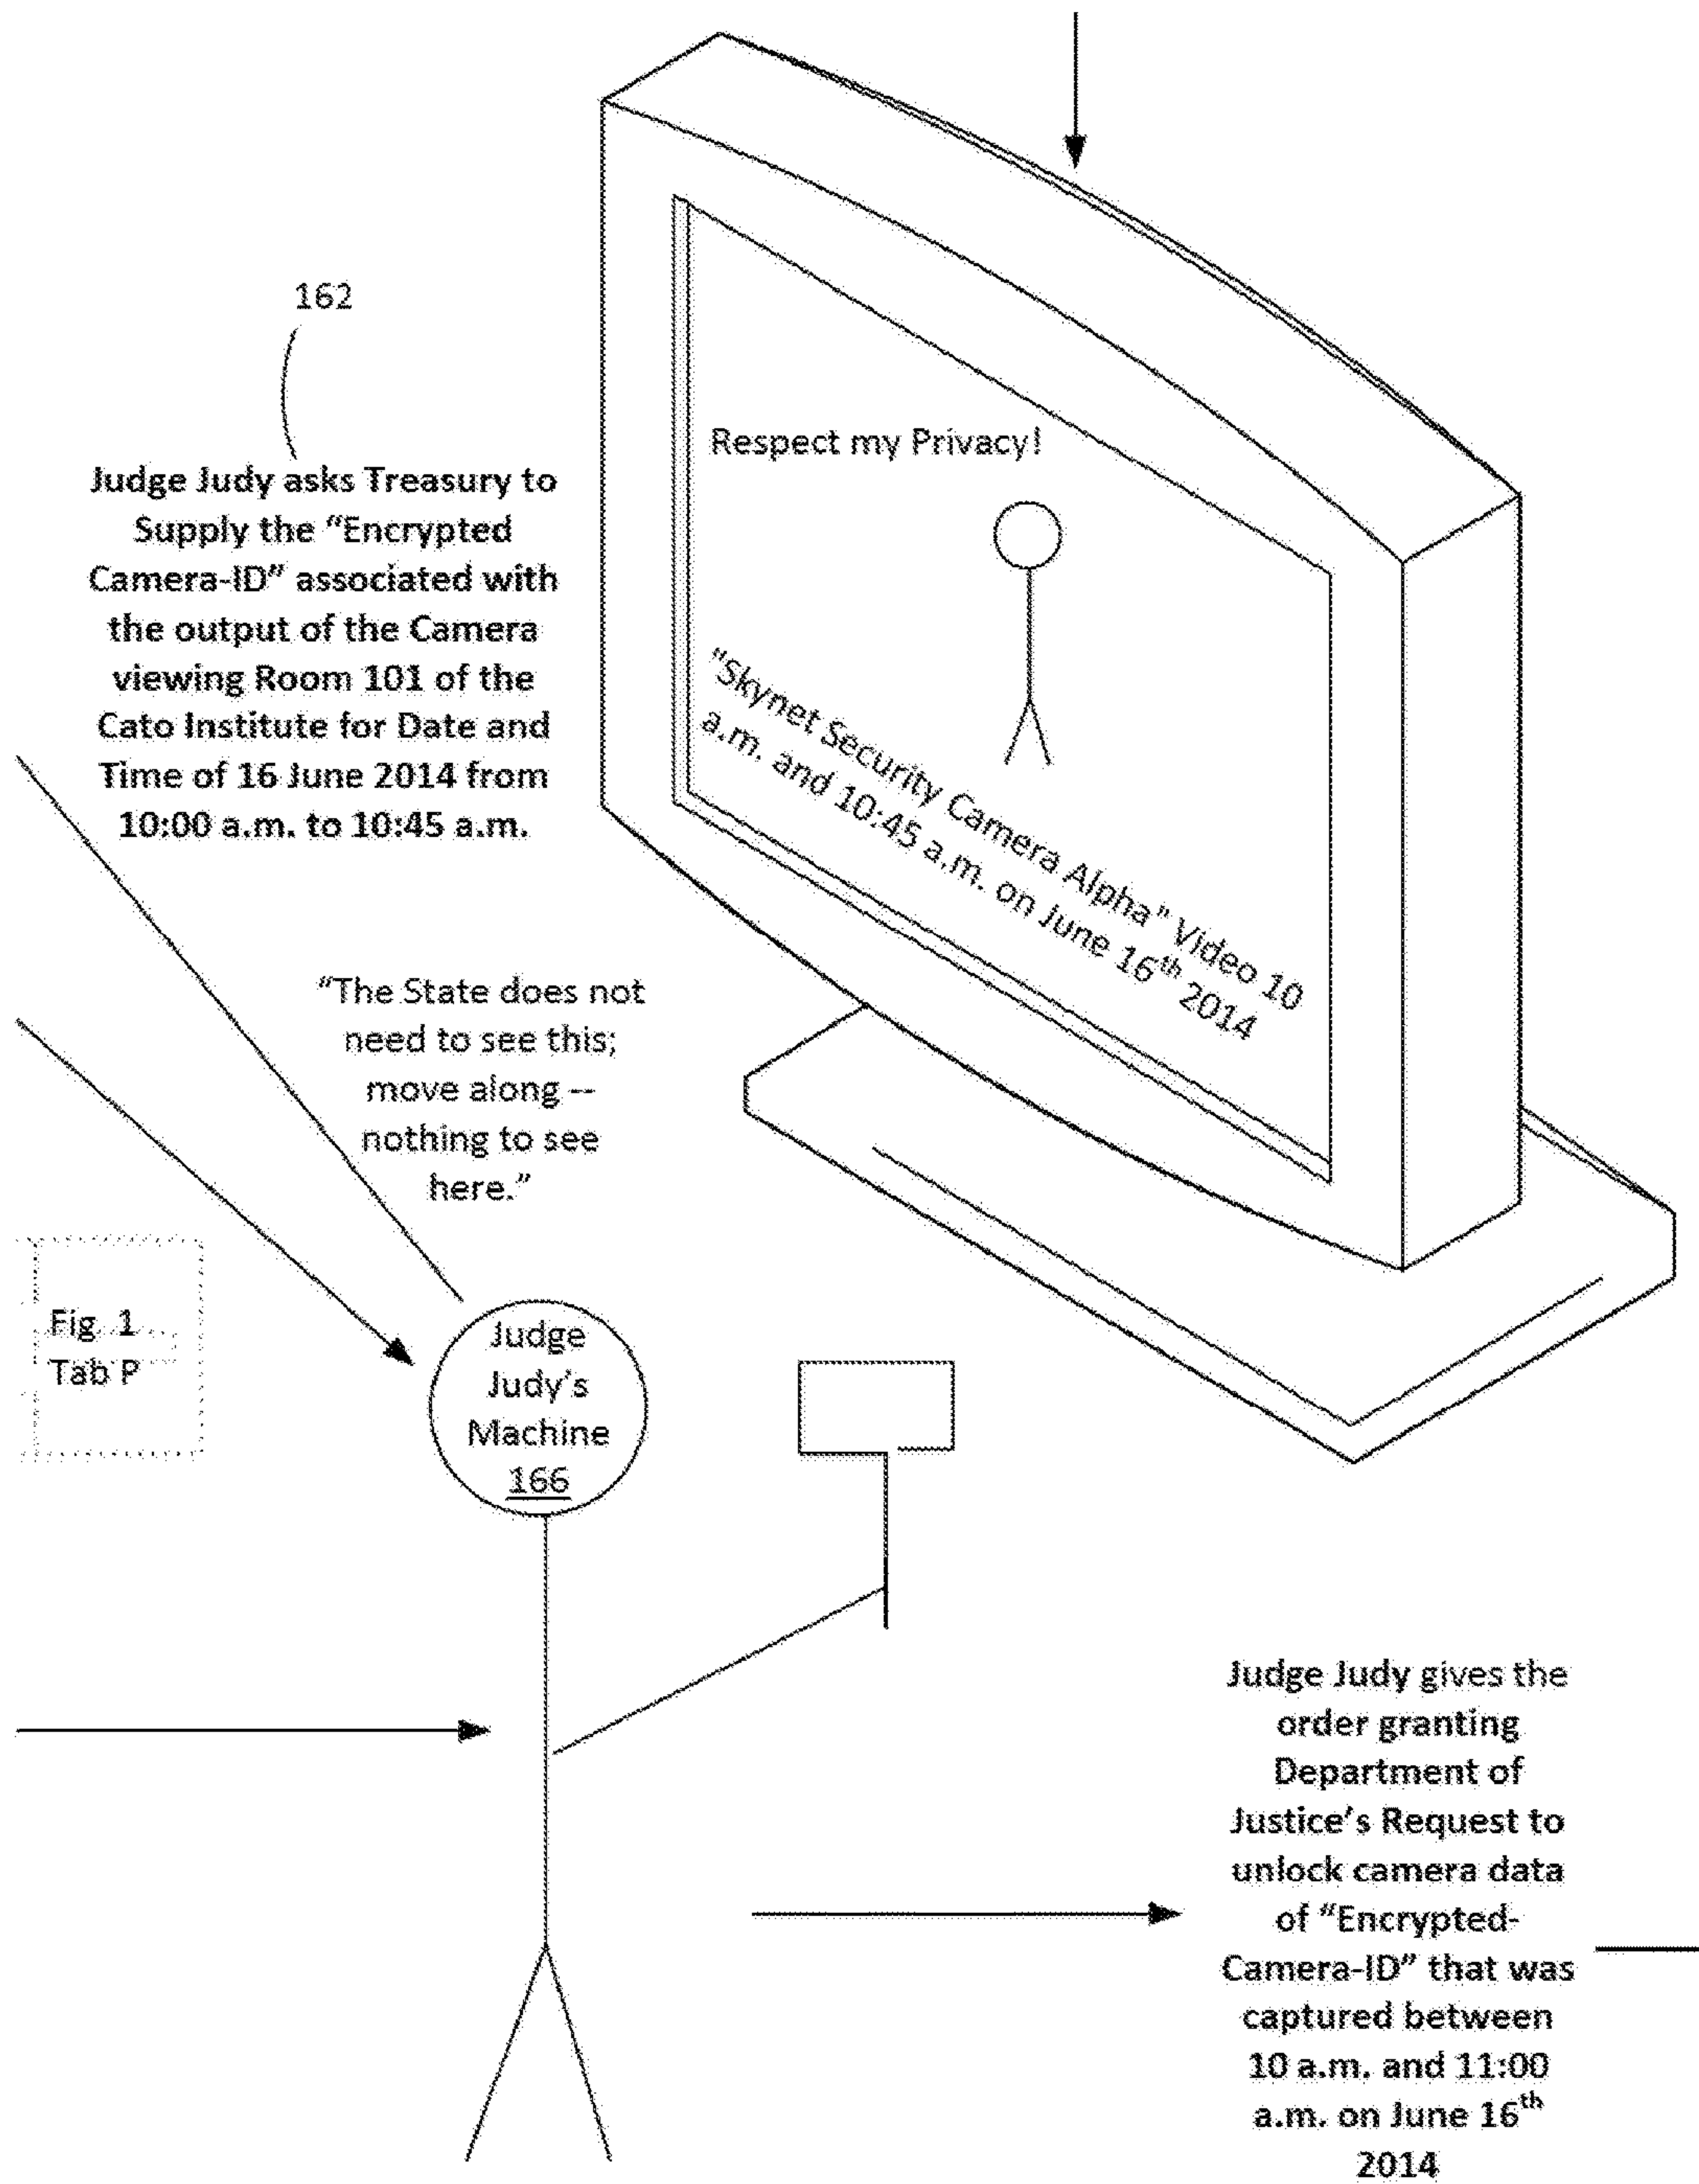 162
Judge Judy asks Treasury to
Supply the “Encrypted
Camera-ID” associated with
the output of the Camera
viewing Room 101 of the
Cato Institute for Date and
Time of 16 June 2014 from
10:00 a.m. to 10:45 a.m.
Respect my Privacy!
"Skynet Security Camera Alpha" Video 10
a.m. and 10:45 a.m. on June 16th 2014
“The State does not
need to see this;
move along --
nothing to see
here.”
Fig. 1
Tab P
Judge
Judy’s
Machine
166
Judge Judy gives the
order granting
Department of
Justice’s Request to
unlock camera data
of “Encrypted-
Camera-ID” that was
captured between
10 a.m. and 11:00
a.m. on June 16th
2014